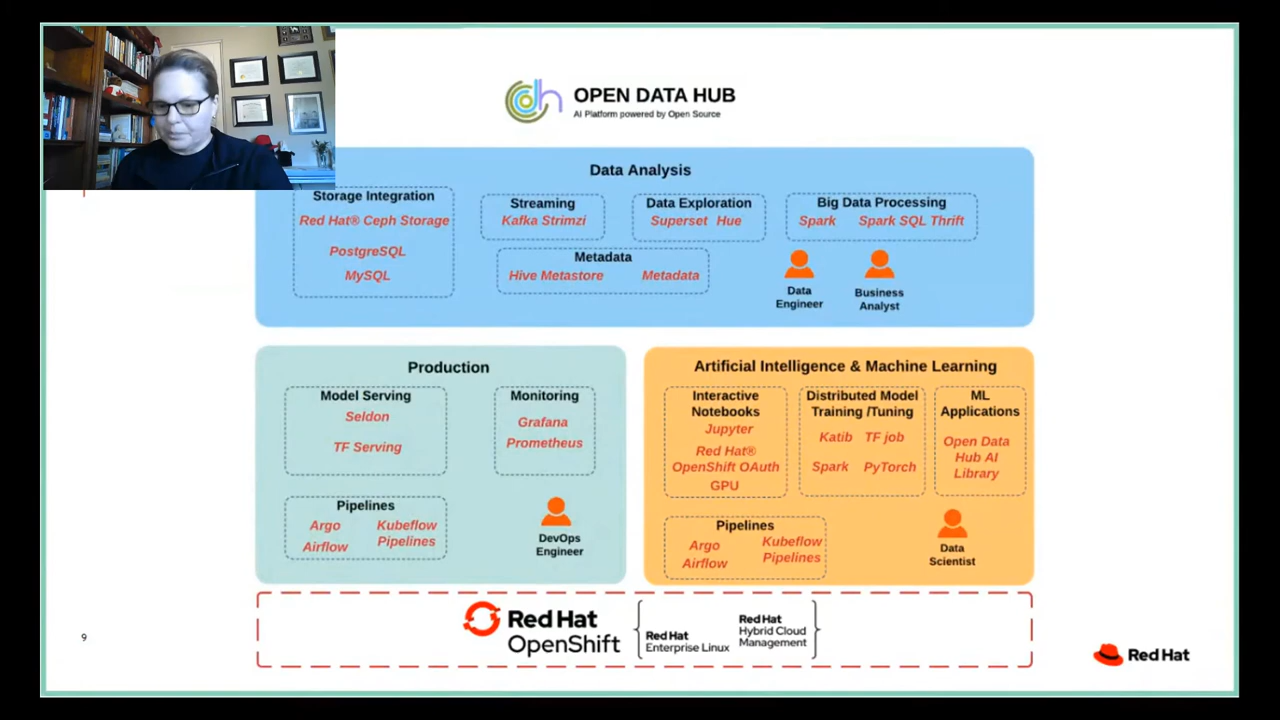 OPEN DATA HUB
AI Platform powered by Open Source
Data Analysis
Storage Integration
Red Hat® Ceph Storage
PostgreSQL
MySQL
Streaming
Kafka Strimzi
Data Exploration
Superset Hue
Big Data Processing
Spark Spark SQL Thrift
Metadata
Hive Metastore Metadata
Data
Engineer
Business
Analyst
Production
Model Serving
Seldon
TF Serving
Monitoring
Grafana
Prometheus
Pipelines
Argo
Airflow
Kubeflow
Pipelines
DevOps
Engineer
Artificial Intelligence & Machine Learning
Interactive
Notebooks
Jupyter
Red Hat®
OpenShift OAuth
GPU
Distributed Model
Training /Tuning
Katib TF job
Spark PyTorch
ML
Applications
Open Data
Hub AI
Library
Pipelines
Argo
Airflow
Kubeflow
Pipelines
Data
Scientist
Red Hat
OpenShift
Red Hat
Enterprise Linux
Red Hat
Hybrid Cloud
Management
9
Red Hat